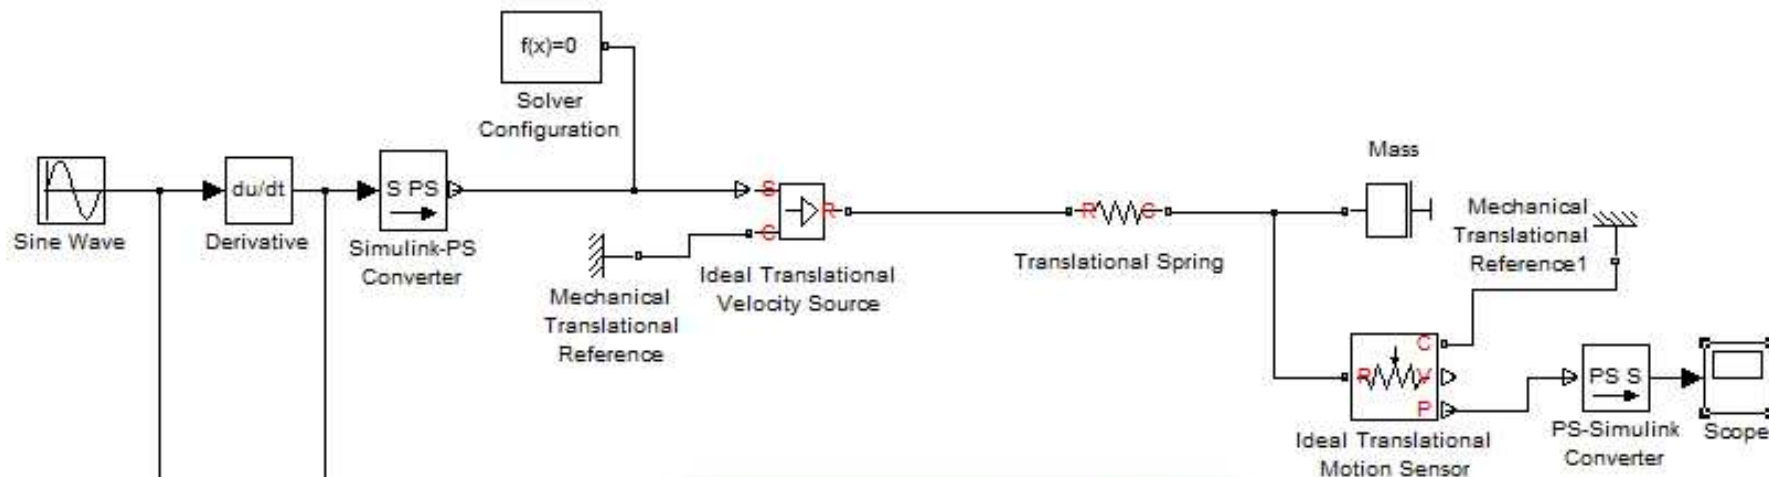 f(x)=0
Solver
Configuration
Sine Wave
du/dt
Derivative
S PS
Simulink-PS
Converter
Mechanical
Translational
Reference
S
C
R
Ideal Translational
Velocity Source
R
C
Translational Spring
Mass
Mechanical
Translational
Reference1
R
C
V
P
Ideal Translational
Motion Sensor
PS S
PS-Simulink
Converter
Scope